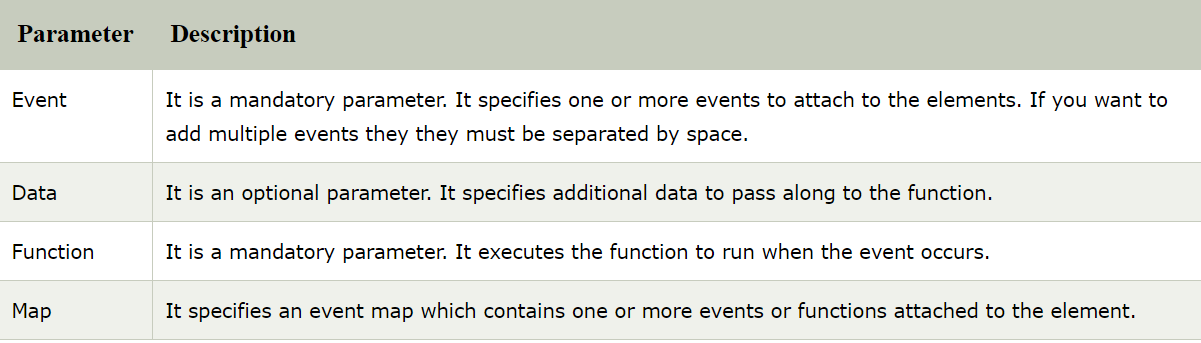 Parameter Description
Event It is a mandatory parameter. It specifies one or more events to attach to the elements. If you want to
add multiple events they they must be separated by space.
Data It is an optional parameter. It specifies additional data to pass along to the function.
Function It is a mandatory parameter. It executes the function to run when the event occurs.
Map It specifies an event map which contains one or more events or functions attached to the element.